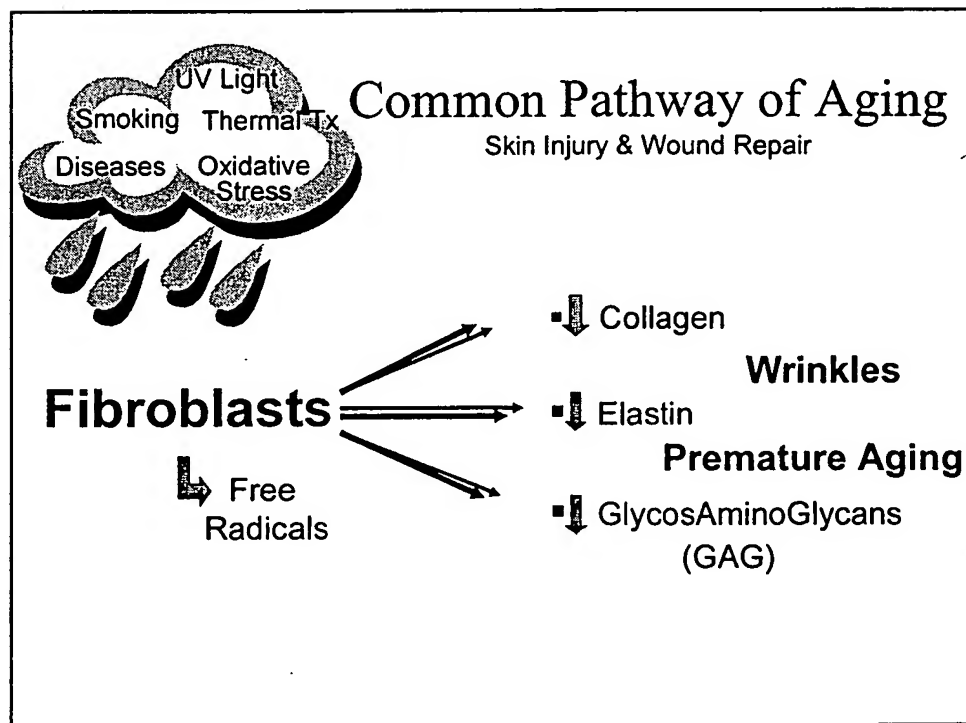 UV Light
Smoking Thermal Tx
Diseases Oxidative
Stress
Common Pathway of Aging
Skin Injury & Wound Repair
Collagen
Wrinkles
Fibroblasts
Elastin
Premature Aging
Free
Radicals
GlycosAminoGlycans
(GAG)